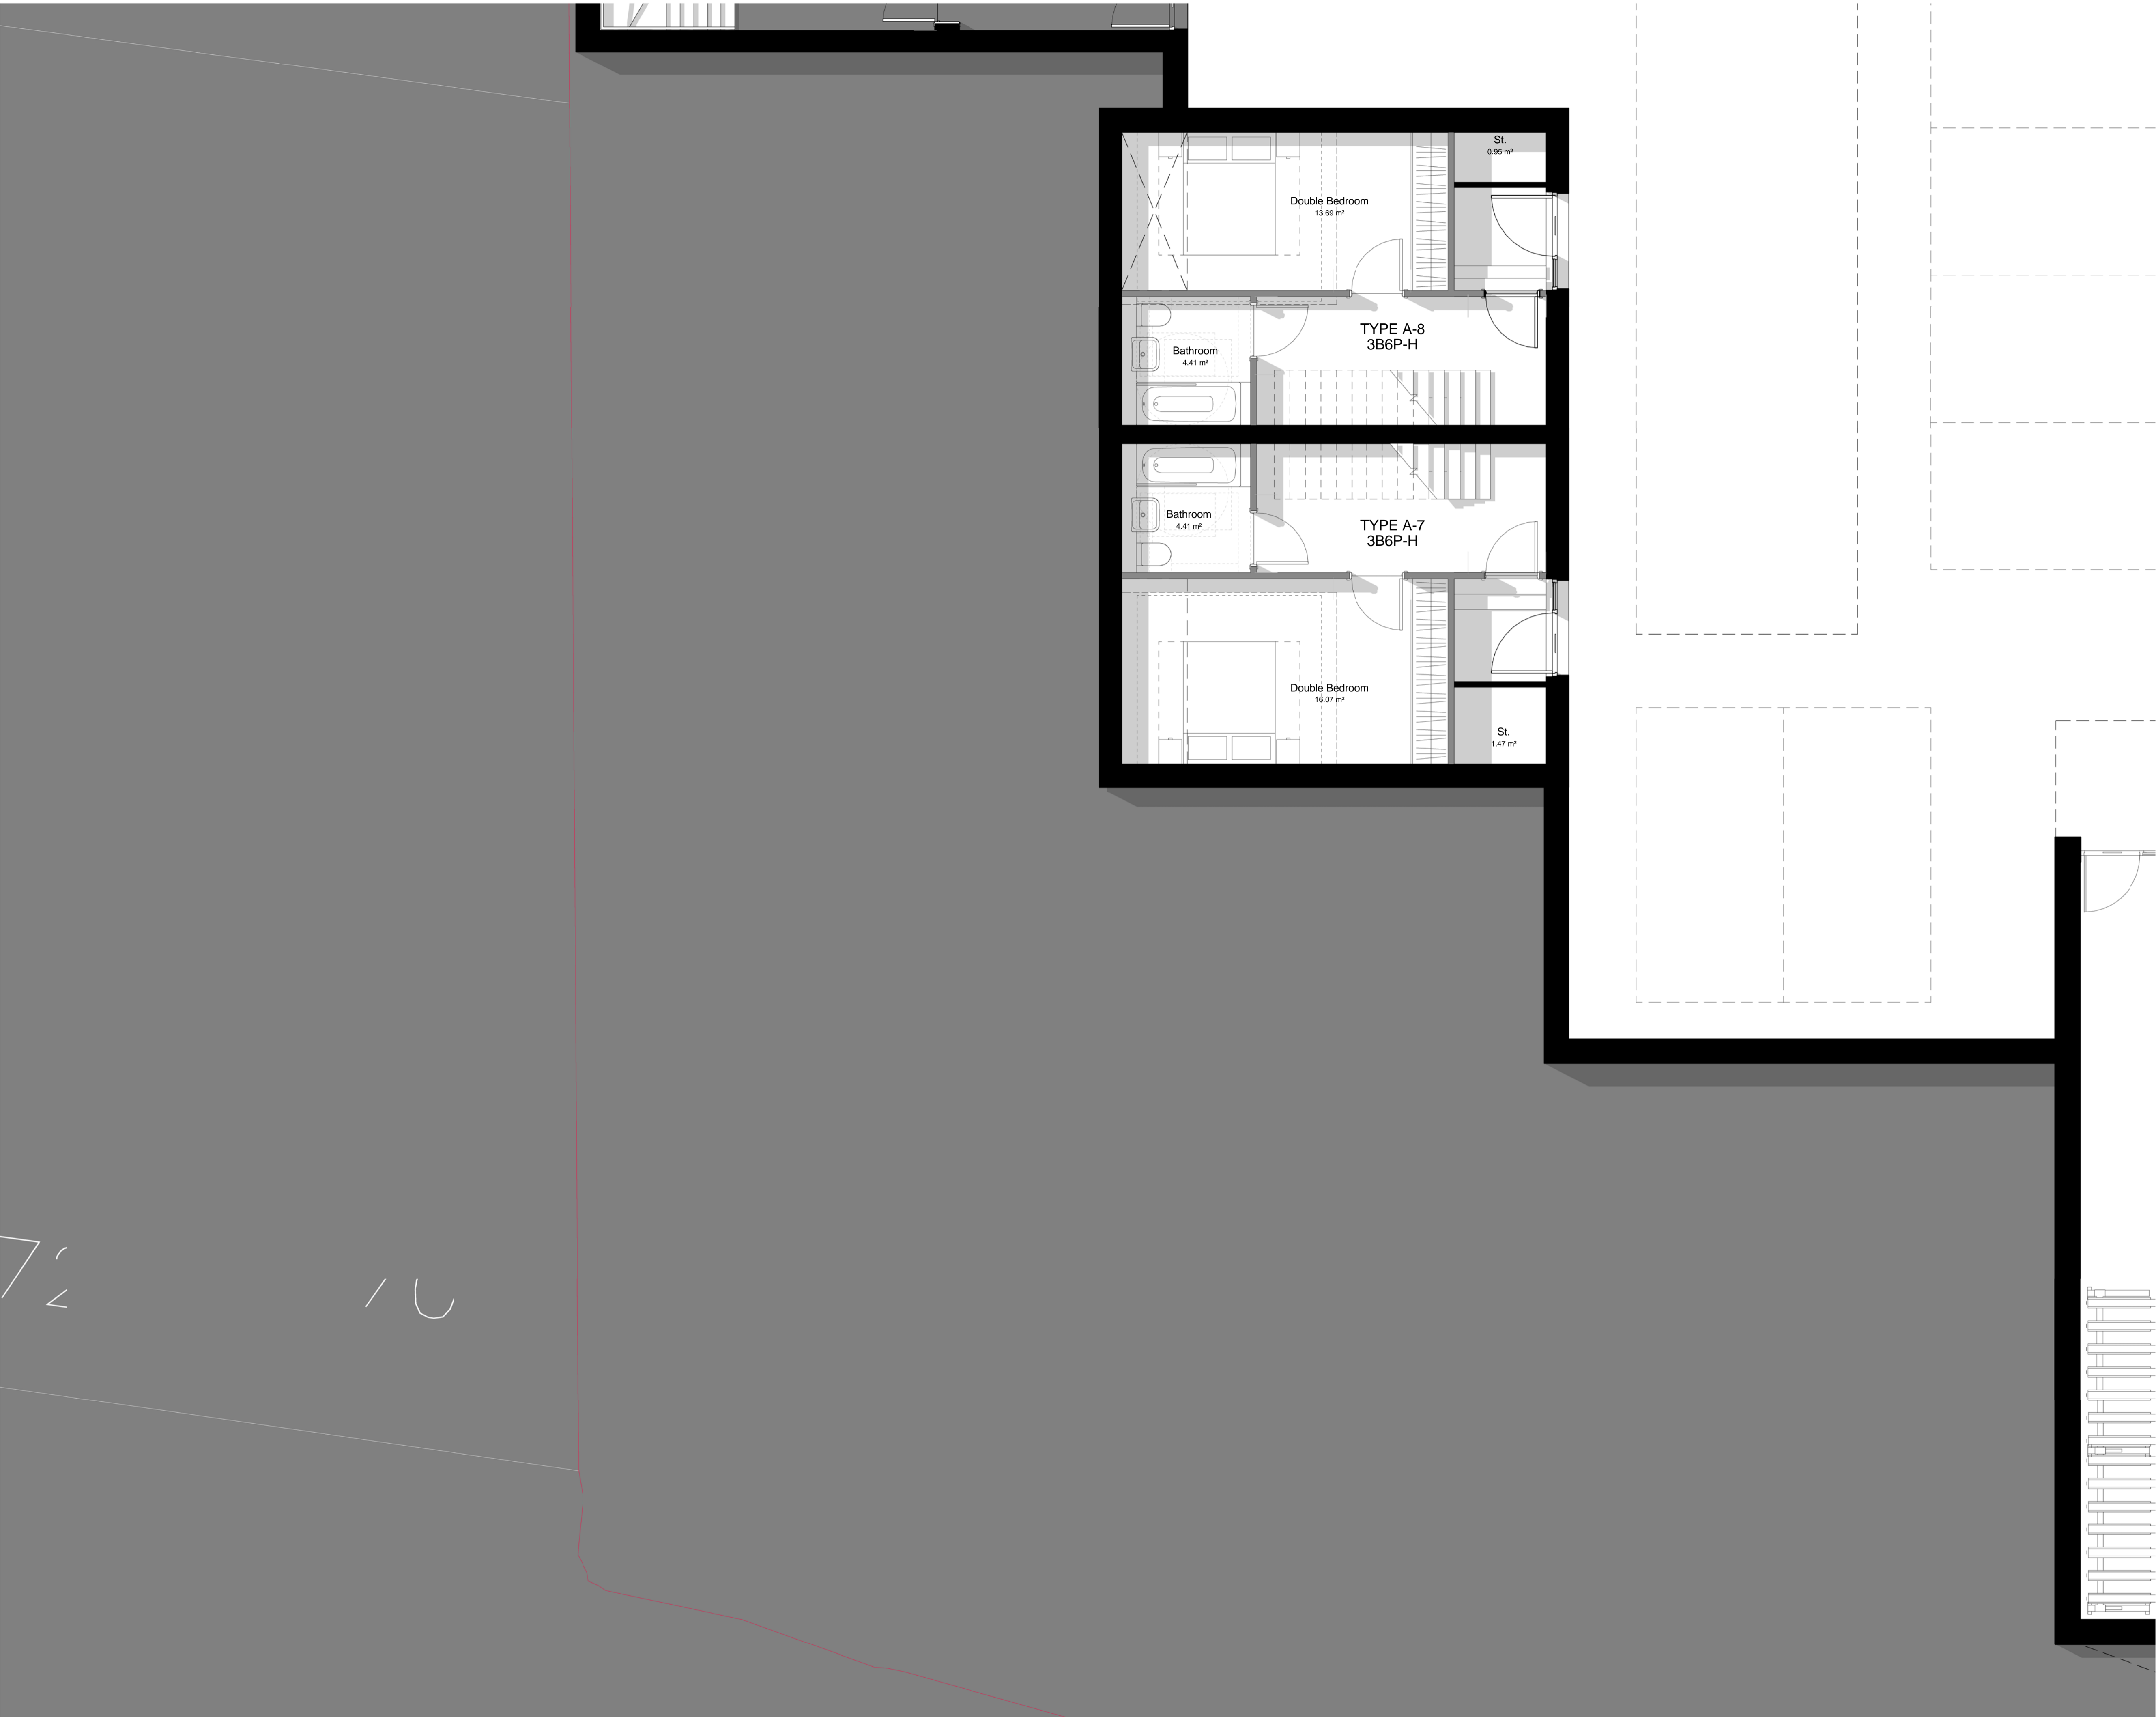 St.
0.95 m²
Double Bedroom
13.69 m²
TYPE A-8
3B6P-H
Bathroom
4.41 m²
Bathroom
4.41 m²
TYPE A-7
3B6P-H
Double Bedroom
16.07 m²
St.
1.47 m²
72